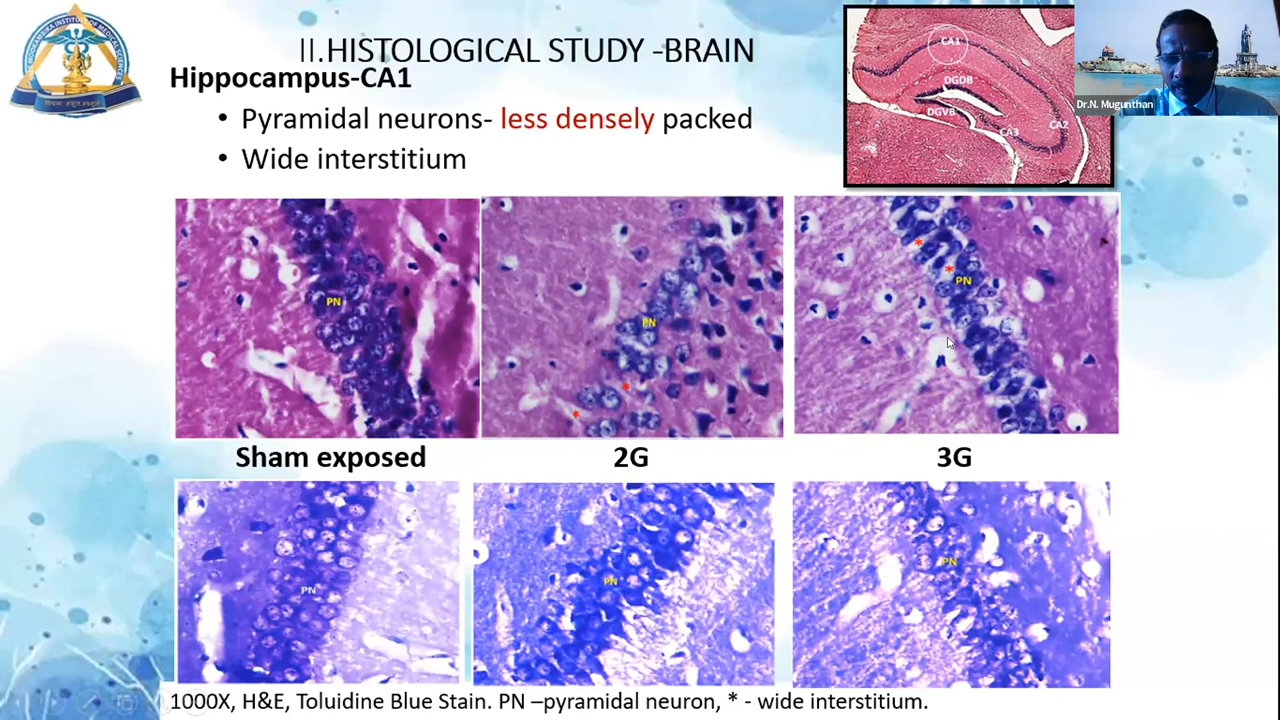 II.HISTOLOGICAL STUDY -BRAIN
Hippocampus-CA1
• Pyramidal neurons- less densely packed
• Wide interstitium
CA1
DGDB
DGVB
CA3
CA2
Dr.N. Mugunthan
PN
PN
PN
*
*
*
*
Sham exposed
2G
3G
PN
PN
PN
1000X, H&E, Toluidine Blue Stain. PN –pyramidal neuron, * - wide interstitium.